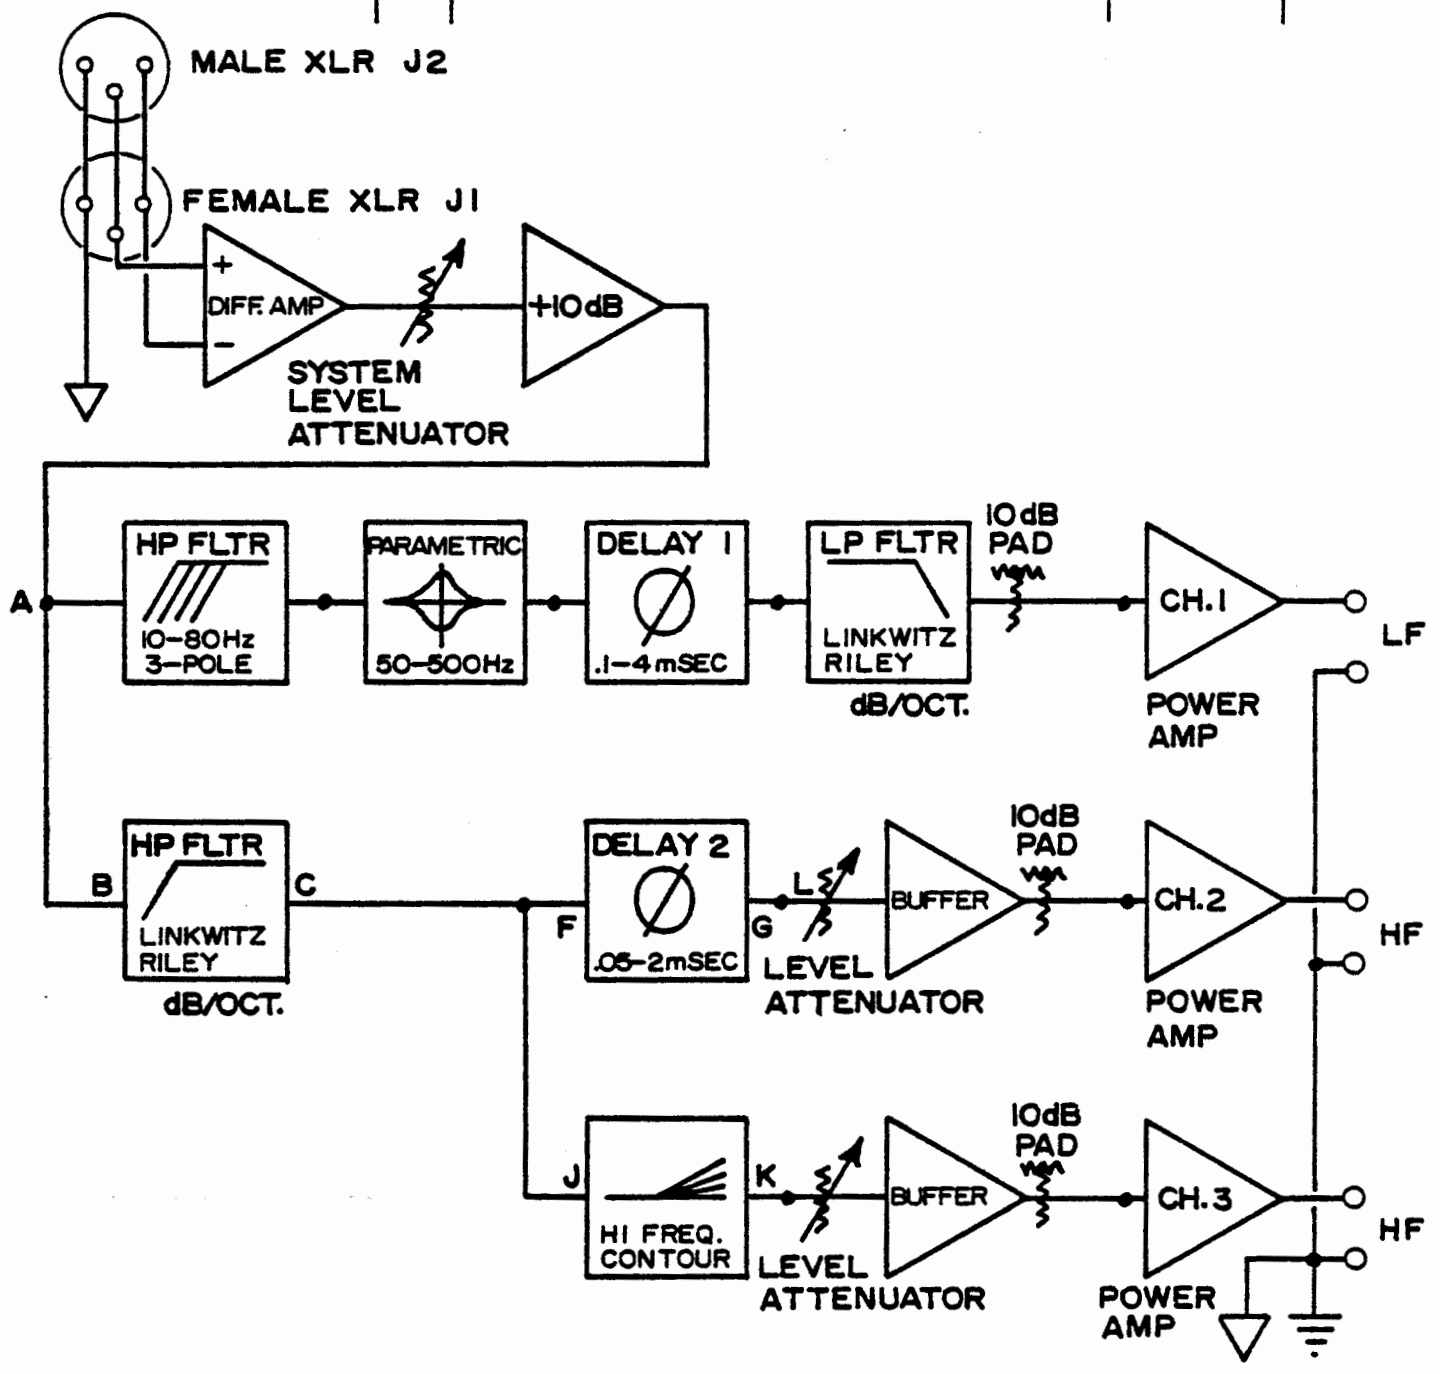 MALE XLR J2
FEMALE XLR J1
+
DIFF. AMP
−
SYSTEM
LEVEL
ATTENUATOR
+10dB
A
HP FLTR
10-80Hz
3-POLE
PARAMETRIC
50-500Hz
DELAY 1
.1-4mSEC
LP FLTR
LINKWITZ
RILEY
dB/OCT.
10dB
PAD
CH.1
POWER
AMP
LF
B
HP FLTR
LINKWITZ
RILEY
dB/OCT.
C
F
DELAY 2
.05-2mSEC
G
L
LEVEL
ATTENUATOR
BUFFER
10dB
PAD
CH.2
POWER
AMP
HF
J
HI FREQ.
CONTOUR
K
LEVEL
ATTENUATOR
BUFFER
10dB
PAD
CH.3
POWER
AMP
HF